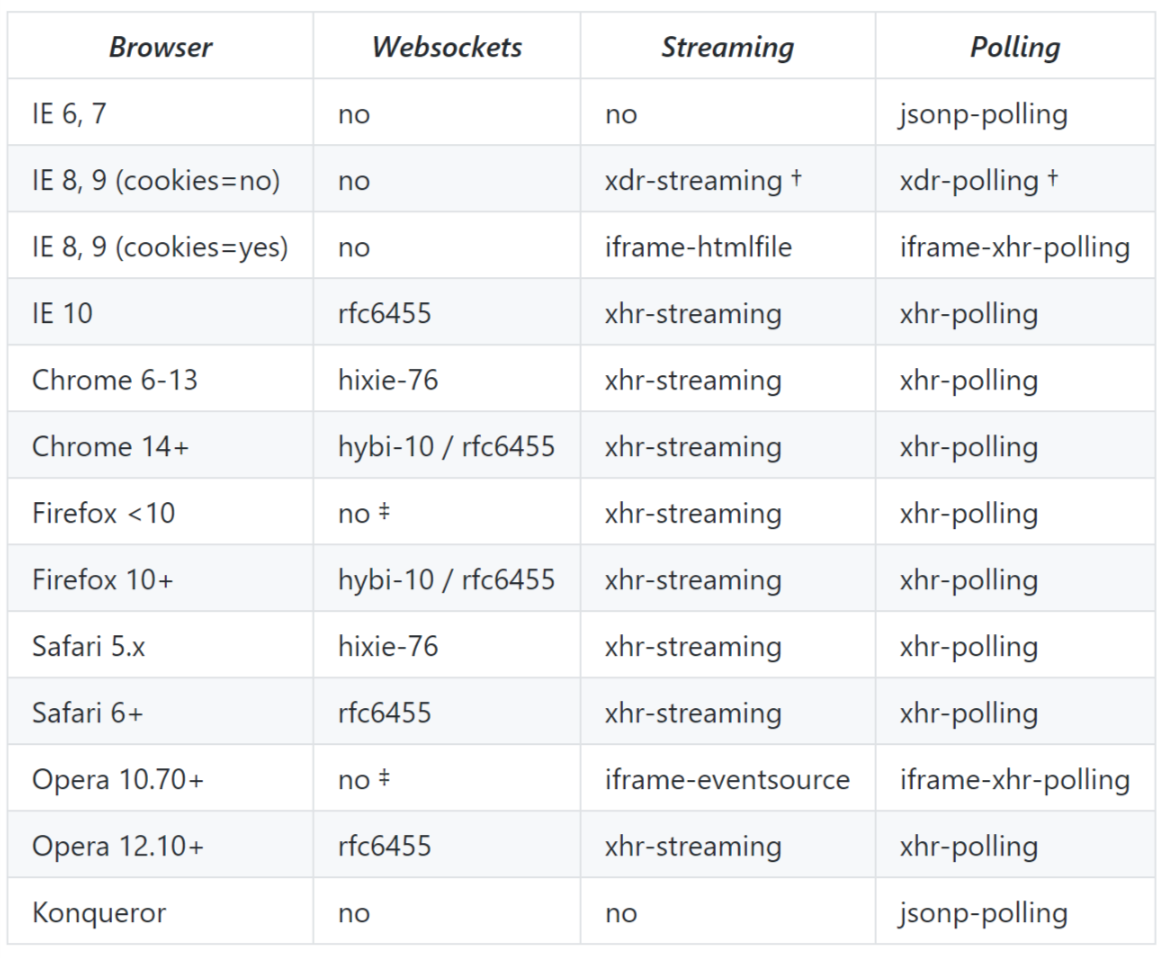 Browser Websockets Streaming Polling
IE 6, 7 no no jsonp-polling
IE 8, 9 (cookies=no) no xdr-streaming † xdr-polling †
IE 8, 9 (cookies=yes) no iframe-htmlfile iframe-xhr-polling
IE 10 rfc6455 xhr-streaming xhr-polling
Chrome 6-13 hixie-76 xhr-streaming xhr-polling
Chrome 14+ hybi-10 / rfc6455 xhr-streaming xhr-polling
Firefox <10 no ‡ xhr-streaming xhr-polling
Firefox 10+ hybi-10 / rfc6455 xhr-streaming xhr-polling
Safari 5.x hixie-76 xhr-streaming xhr-polling
Safari 6+ rfc6455 xhr-streaming xhr-polling
Opera 10.70+ no ‡ iframe-eventsource iframe-xhr-polling
Opera 12.10+ rfc6455 xhr-streaming xhr-polling
Konqueror no no jsonp-polling